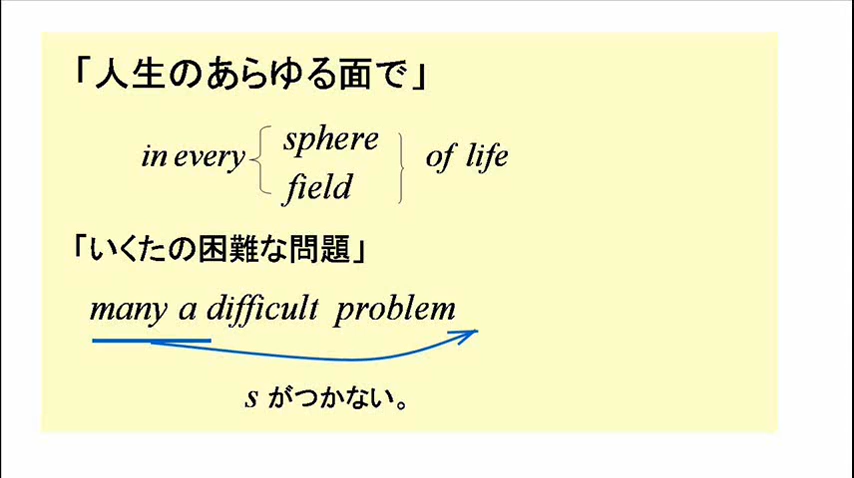 「人生のあらゆる面で」
in every { sphere field } of life
「いくたの困難な問題」
many a difficult problem
s がつかない。